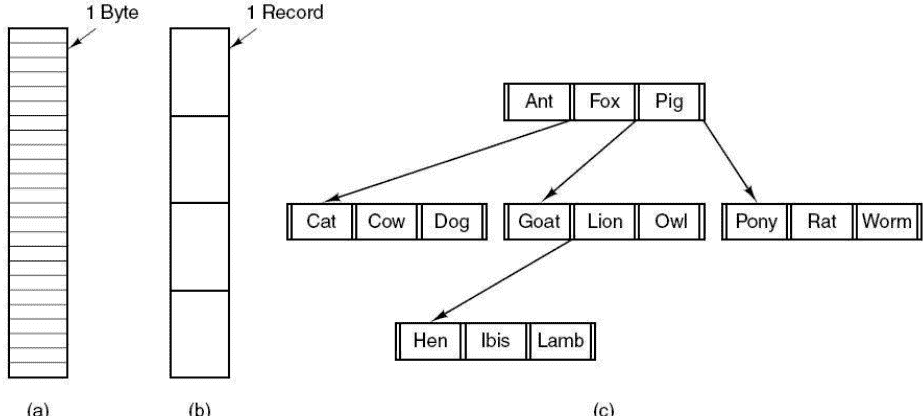 1 Byte
1 Record
Ant Fox Pig
Cat Cow Dog
Goat Lion Owl
Pony Rat Worm
Hen Ibis Lamb
(a)
(b)
(c)